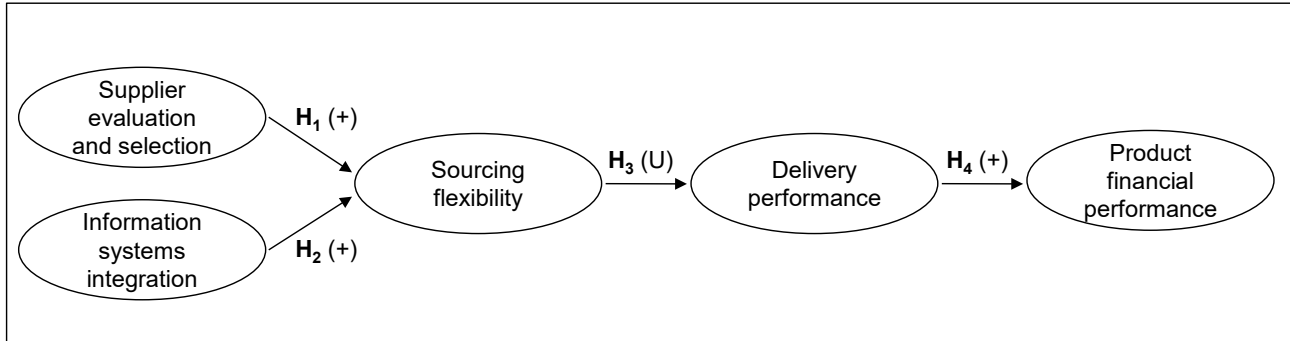 Supplier
evaluation
and selection
H₁ (+)
Information
systems
integration
H₂ (+)
Sourcing
flexibility
H₃ (U)
Delivery
performance
H₄ (+)
Product
financial
performance